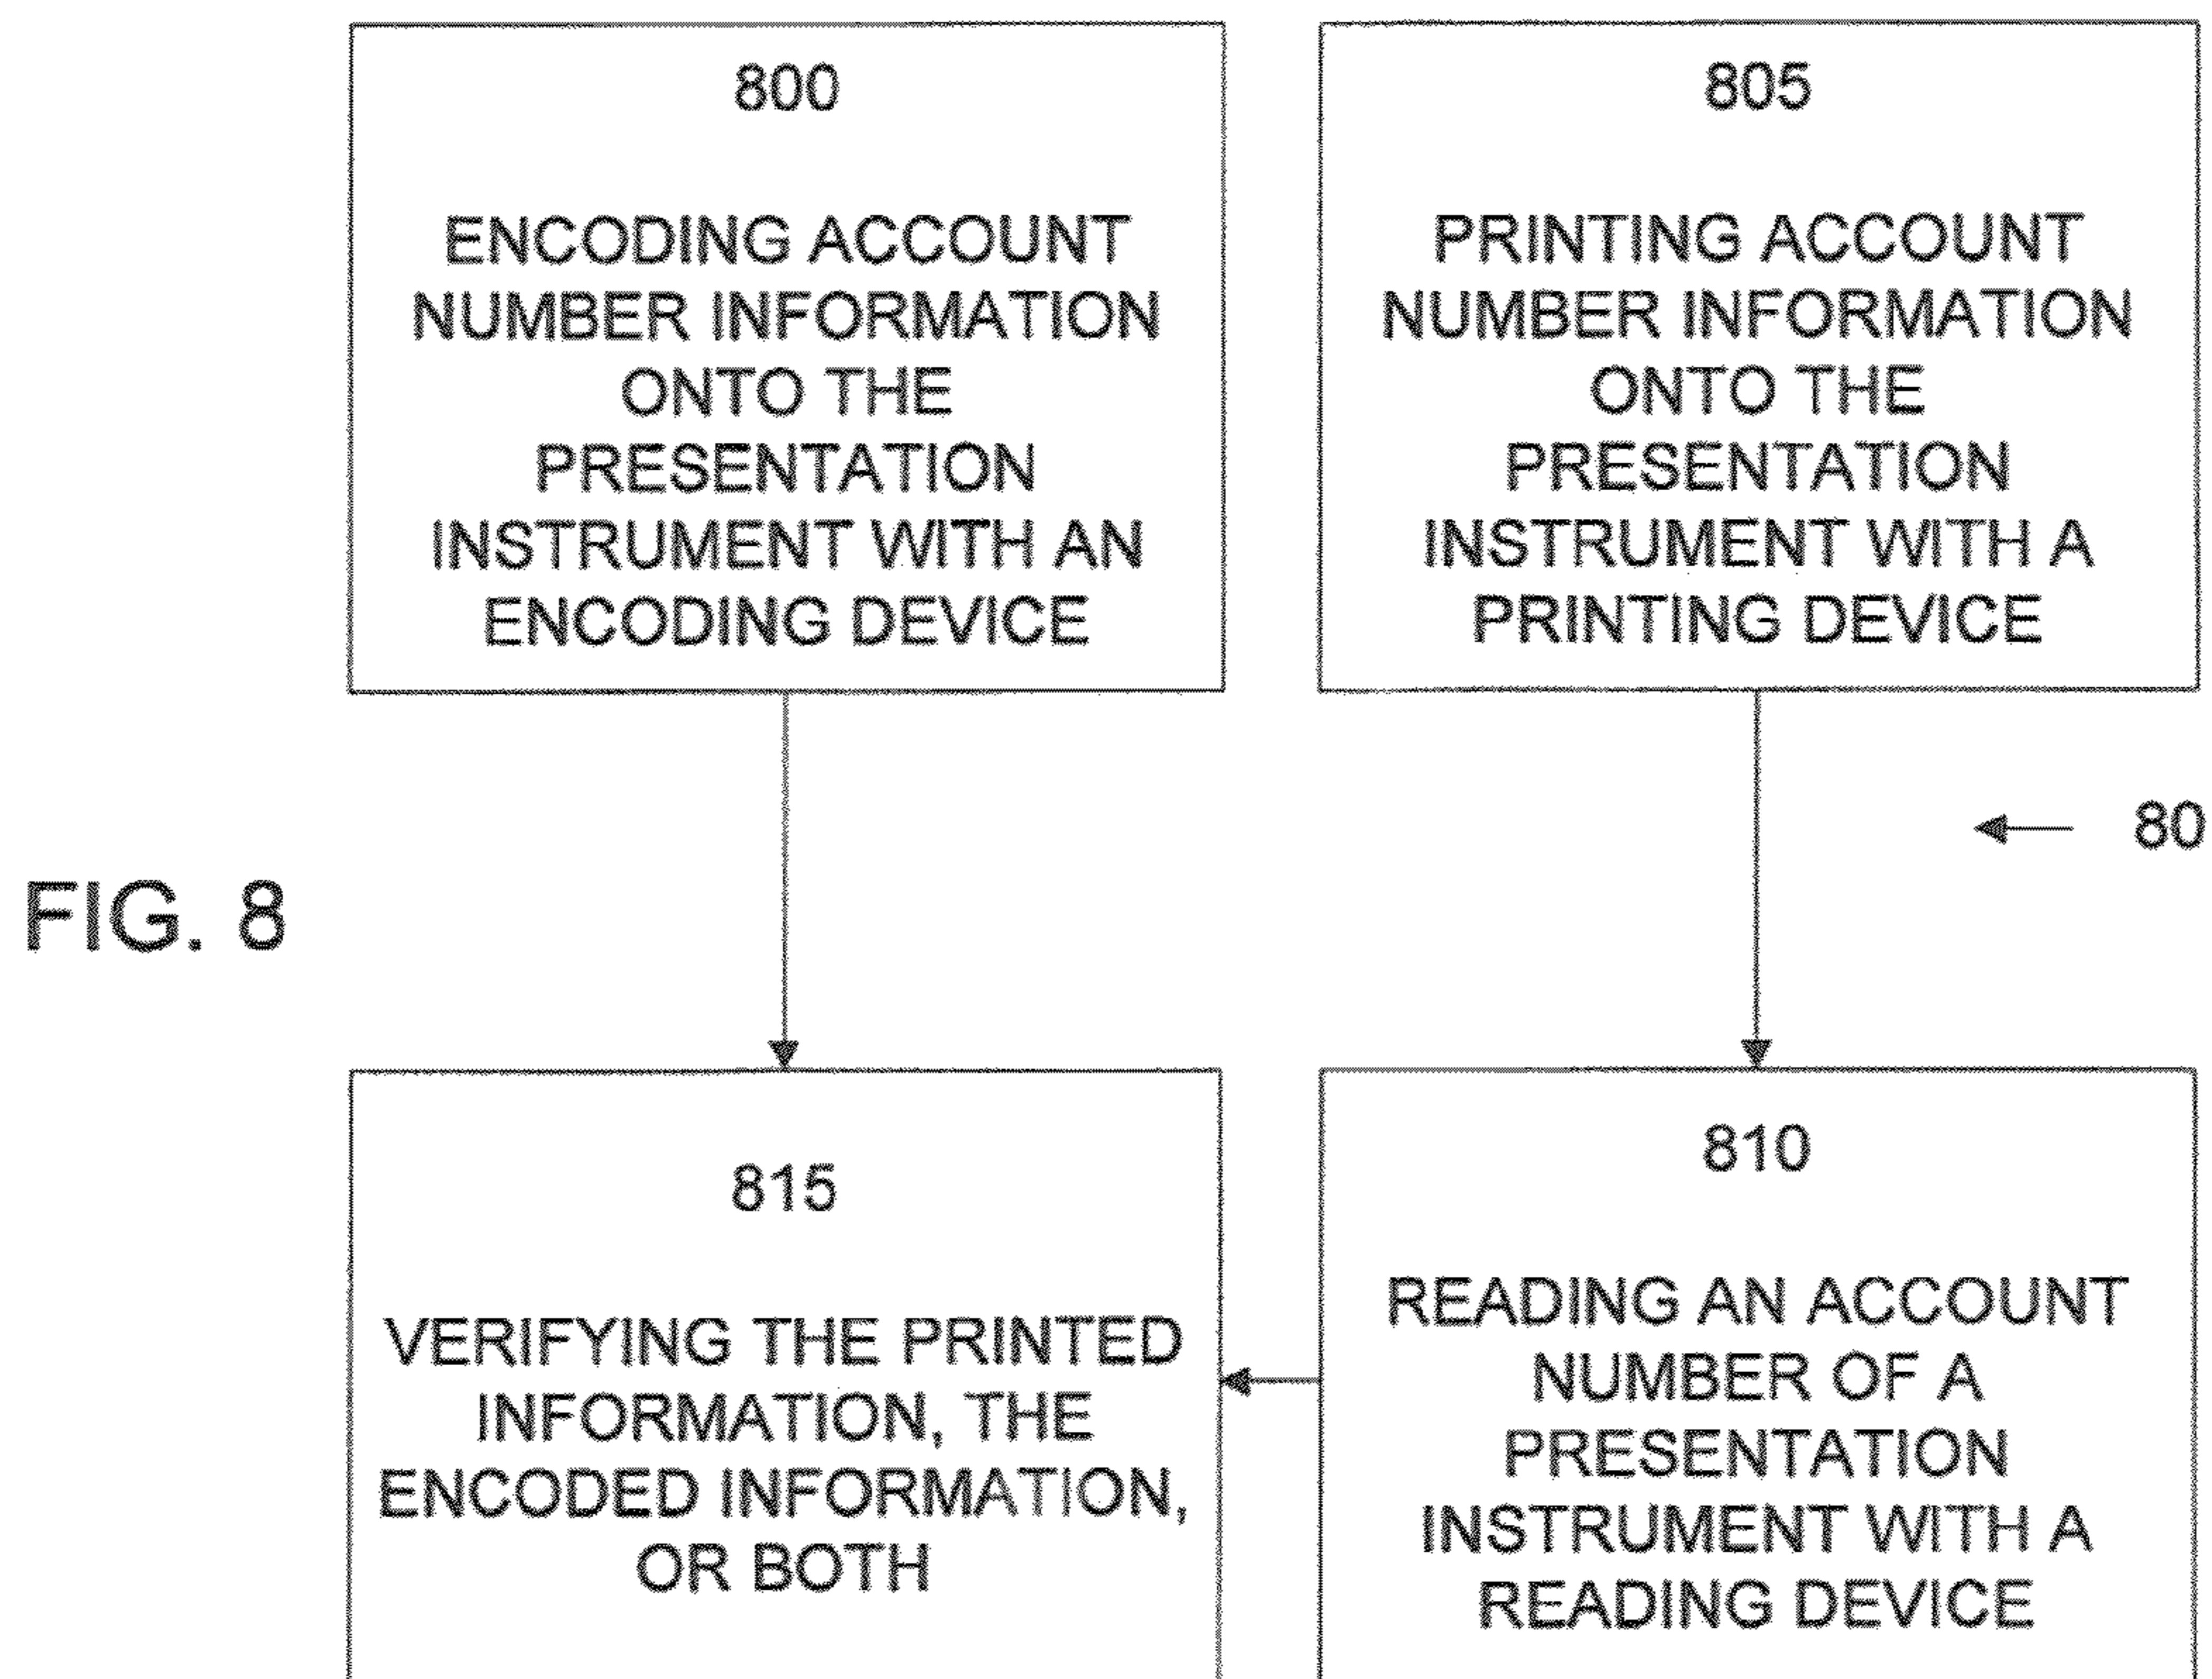 800
ENCODING ACCOUNT
NUMBER INFORMATION
ONTO THE
PRESENTATION
INSTRUMENT WITH AN
ENCODING DEVICE
805
PRINTING ACCOUNT
NUMBER INFORMATION
ONTO THE
PRESENTATION
INSTRUMENT WITH A
PRINTING DEVICE
80
FIG. 8
815
VERIFYING THE PRINTED
INFORMATION, THE
ENCODED INFORMATION,
OR BOTH
810
READING AN ACCOUNT
NUMBER OF A
PRESENTATION
INSTRUMENT WITH A
READING DEVICE